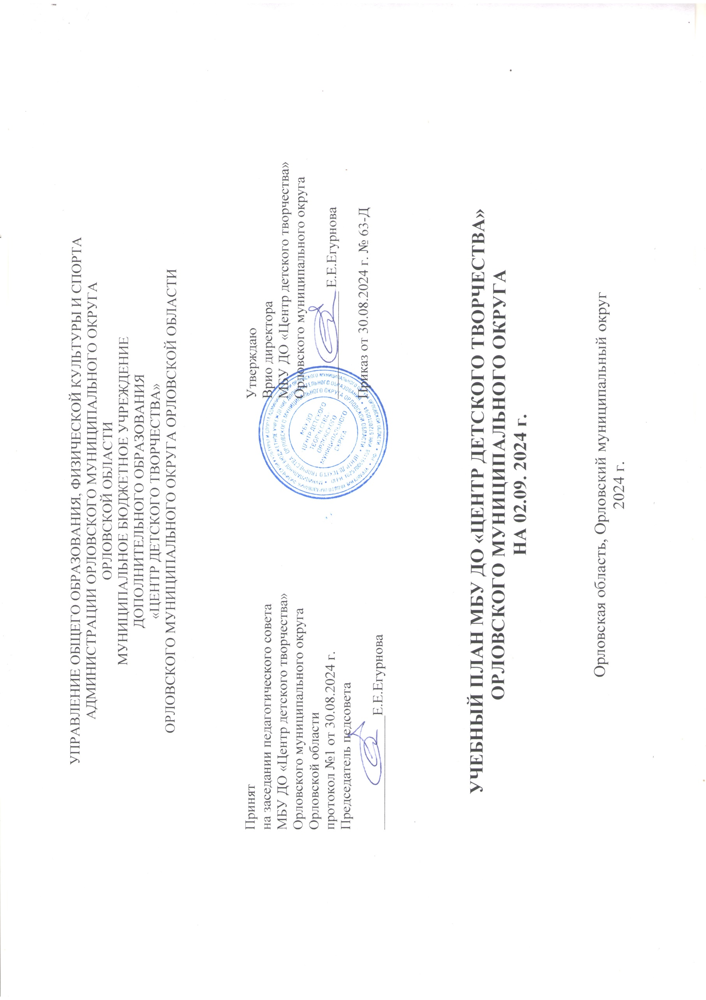 УПРАВЛЕНИЕ ОБЩЕГО ОБРАЗОВАНИЯ, ФИЗИЧЕСКОЙ КУЛЬТУРЫ И СПОРТА
АДМИНИСТРАЦИИ ОРЛОВСКОГО МУНИЦИПАЛЬНОГО ОКРУГА
ОРЛОВСКОЙ ОБЛАСТИ
МУНИЦИПАЛЬНОЕ БЮДЖЕТНОЕ УЧРЕЖДЕНИЕ
ДОПОЛНИТЕЛЬНОГО ОБРАЗОВАНИЯ
«ЦЕНТР ДЕТСКОГО ТВОРЧЕСТВА»
ОРЛОВСКОГО МУНИЦИПАЛЬНОГО ОКРУГА ОРЛОВСКОЙ ОБЛАСТИ
Принят
на заседании педагогического совета
МБУ ДО «Центр детского творчества»
Орловского муниципального округа
Орловской области
протокол №1 от 30.08.2024 г.
Председатель педсовета
Е.Е.Егурнова
Утверждаю
Врио директора
МБУ ДО «Центр детского творчества»
Орловского муниципального округа
Е.Е.Егурнова
Приказ от 30.08.2024 г. № 63-Д
МБУ ДО
ЦЕНТР ДЕТСКОГО
ТВОРЧЕСТВА
ОРЛОВСКОГО
МУНИЦИПАЛЬНОГО
ОКРУГА
УЧЕБНЫЙ ПЛАН МБУ ДО «ЦЕНТР ДЕТСКОГО ТВОРЧЕСТВА»
ОРЛОВСКОГО МУНИЦИПАЛЬНОГО ОКРУГА
НА 02.09. 2024 г.
Орловская область, Орловский муниципальный округ
2024 г.